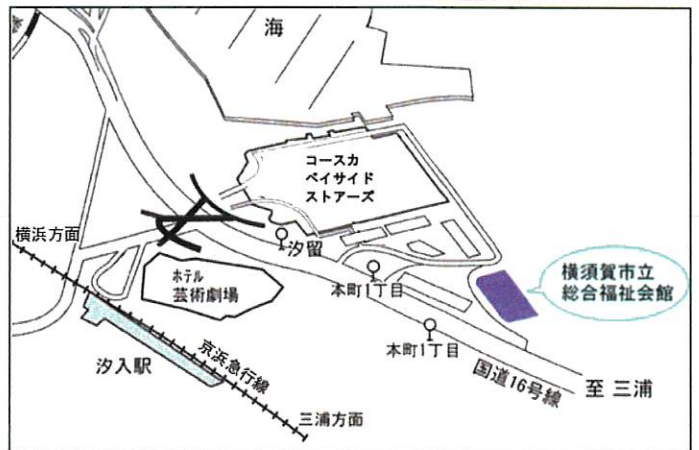 海
コースカ
ベイサイド
ストアーズ
横浜方面
汐留
ホテル
芸術劇場
本町1丁目
横須賀市立
総合福祉会館
本町1丁目
京浜急行線
汐入駅
国道16号線
至 三浦
三浦方面